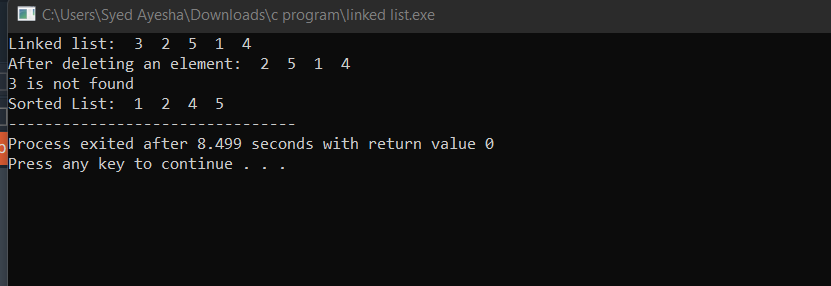 C:\Users\Syed Ayesha\Downloads\c program\linked list.exe
Linked list:  3  2  5  1  4
After deleting an element:  2  5  1  4
3 is not found
Sorted List:  1  2  4  5
--------------------------------
Process exited after 8.499 seconds with return value 0
Press any key to continue . . .